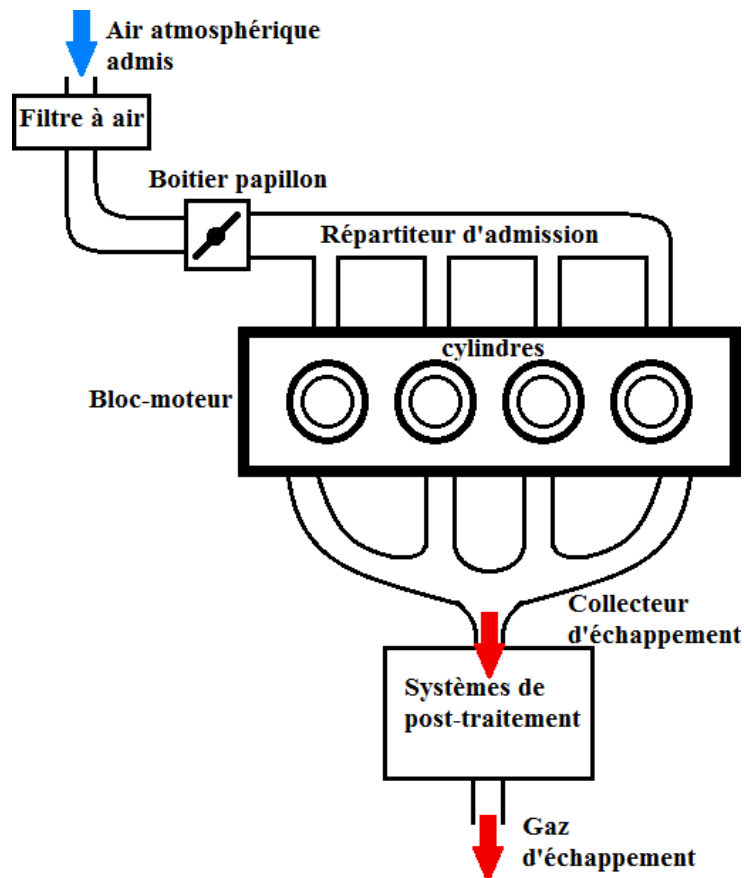 Air atmosphérique
admis
Filtre à air
Boitier papillon
Répartiteur d'admission
cylindres
Bloc-moteur
Collecteur
d'échappement
Systèmes de
post-traitement
Gaz
d'échappement